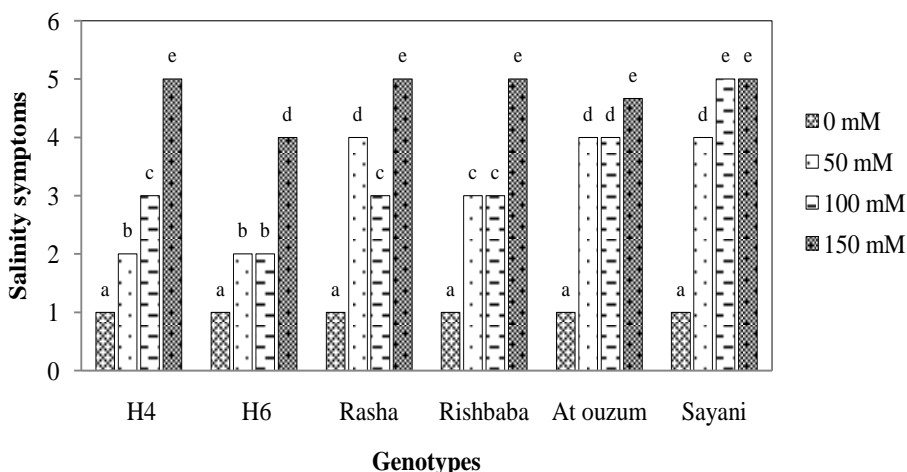 Salinity symptoms
6
5
4
3
2
1
0
a b c e
a b b d
a d c e
a c c e
a d d e
a d e e
H4 H6 Rasha Rishbaba At ouzum Sayani
Genotypes
0 mM
50 mM
100 mM
150 mM